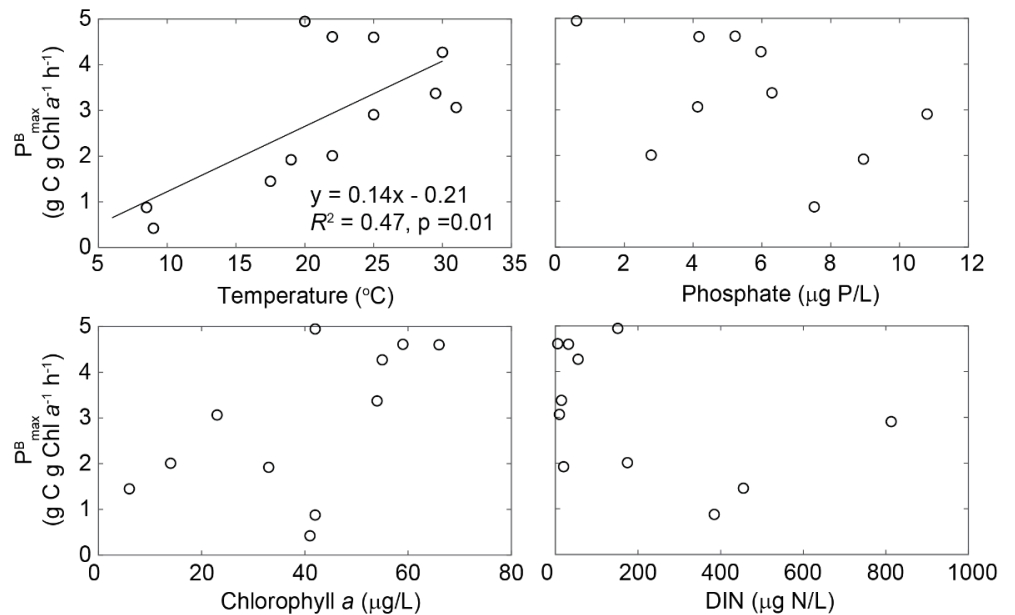 5
4
3
2
1
0
P^B_max
(g C g Chl a^-1 h^-1)
y = 0.14x - 0.21
R² = 0.47, p =0.01
5 10 15 20 25 30 35
Temperature (°C)
0 2 4 6 8 10 12
Phosphate (μg P/L)
5
4
3
2
1
0
P^B_max
(g C g Chl a^-1 h^-1)
0 20 40 60 80
Chlorophyll a (μg/L)
0 200 400 600 800 1000
DIN (μg N/L)